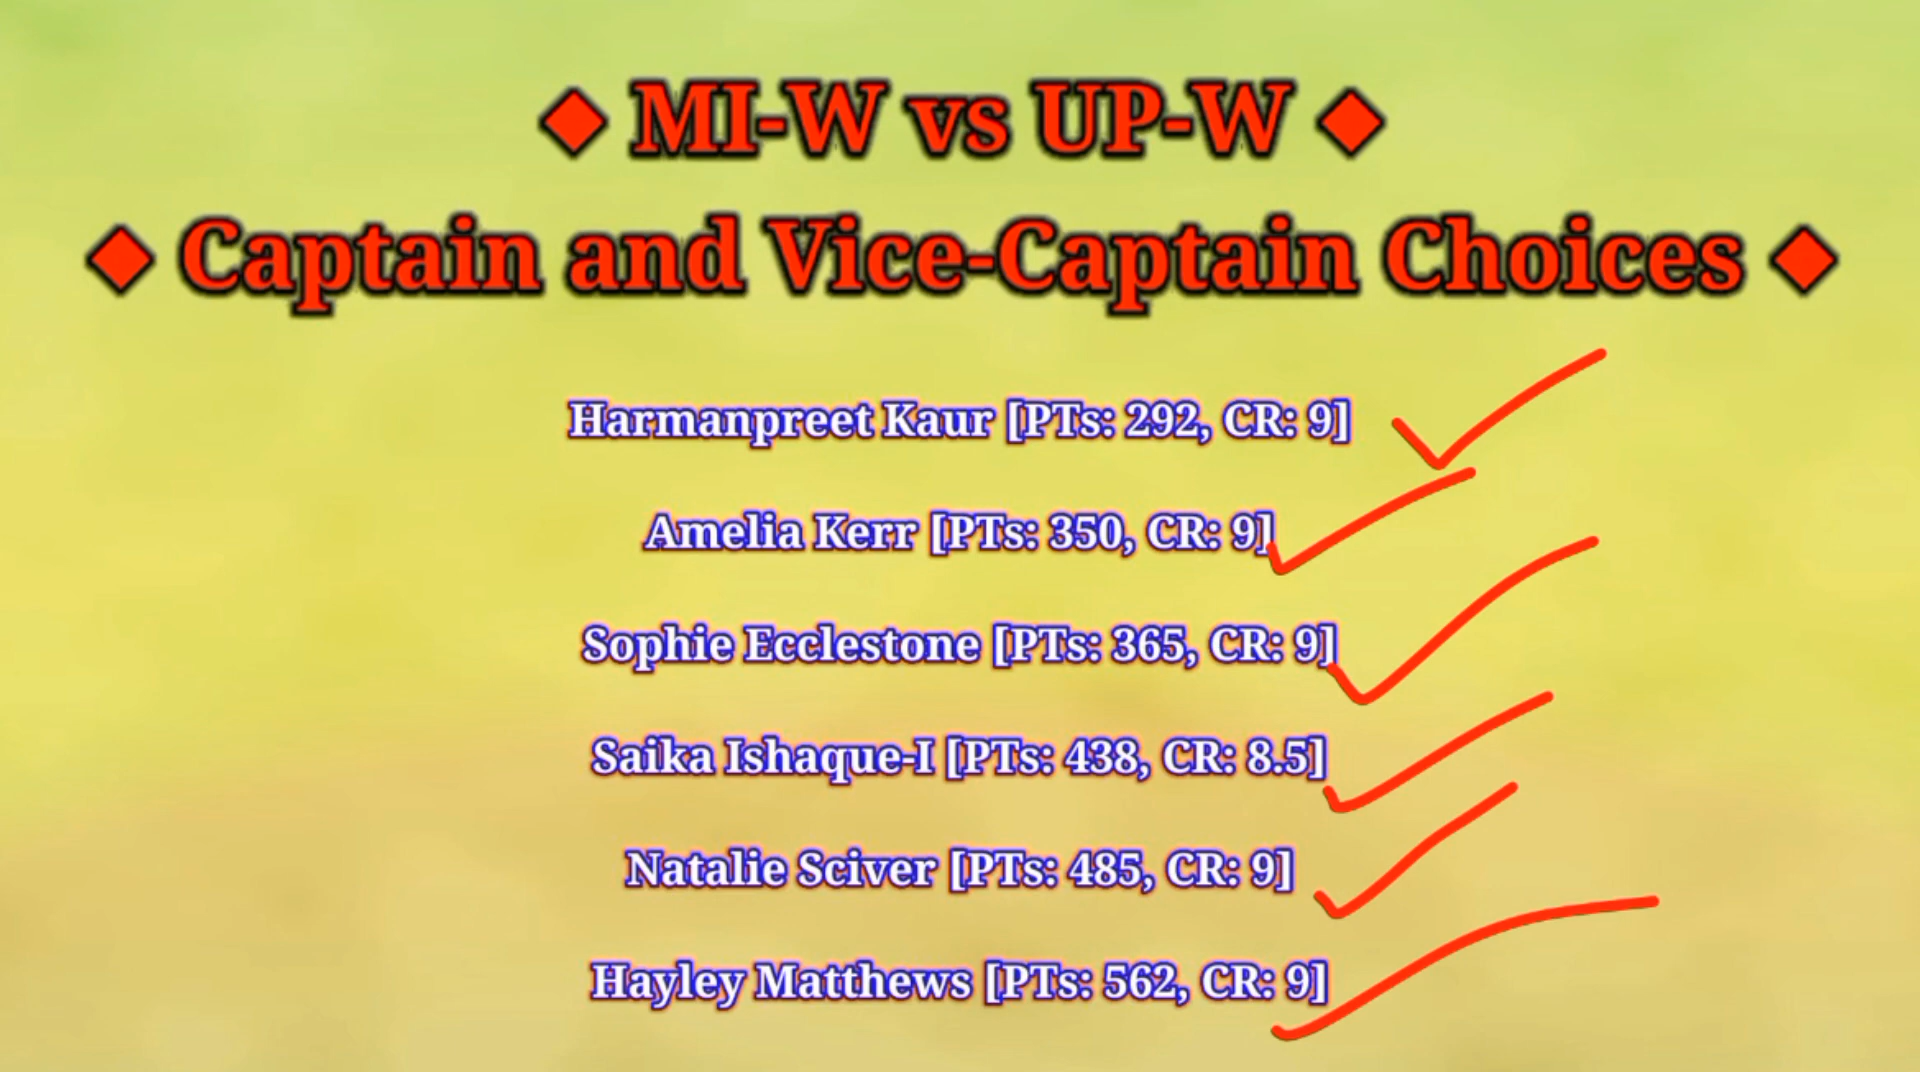 ◆ MI-W vs UP-W ◆
◆ Captain and Vice-Captain Choices ◆
Harmanpreet Kaur [PTs: 292, CR: 9]
Amelia Kerr [PTs: 350, CR: 9]
Sophie Ecclestone [PTs: 365, CR: 9]
Saika Ishaque-I [PTs: 438, CR: 8.5]
Natalie Sciver [PTs: 485, CR: 9]
Hayley Matthews [PTs: 562, CR: 9]